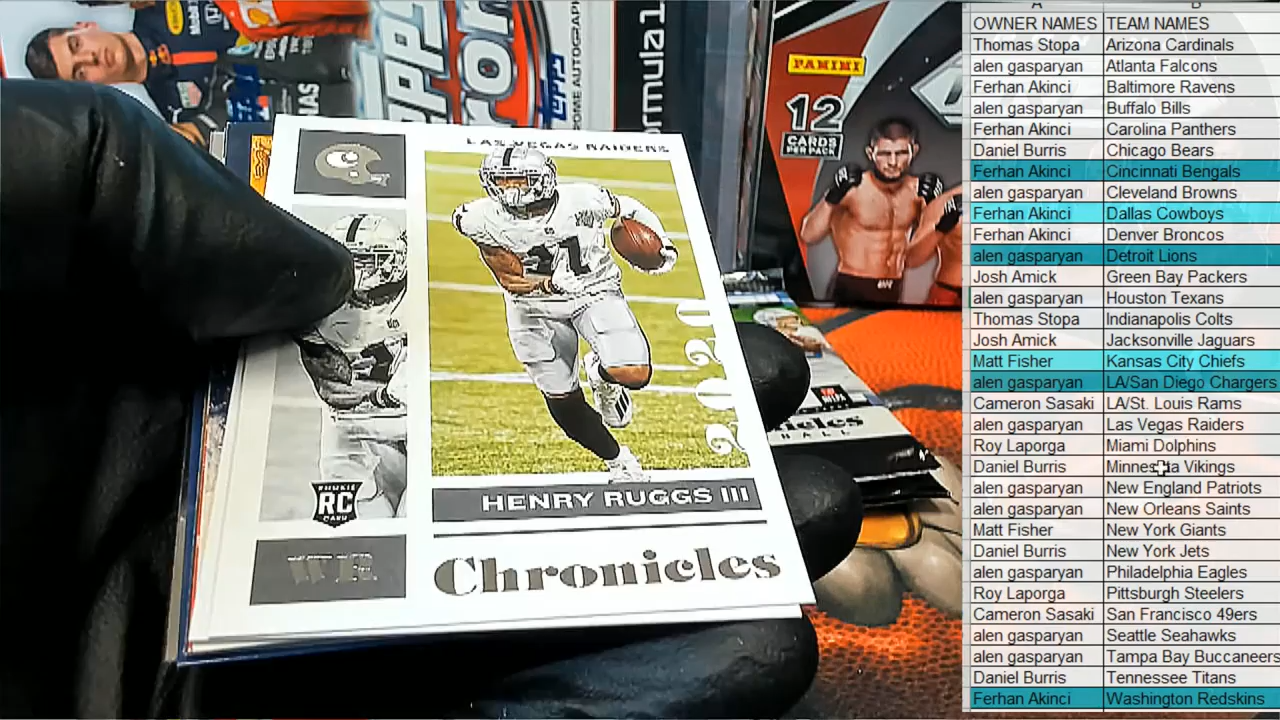 OWNER NAMES TEAM NAMES
Thomas Stopa Arizona Cardinals
alen gasparyan Atlanta Falcons
Ferhan Akinci Baltimore Ravens
alen gasparyan Buffalo Bills
Ferhan Akinci Carolina Panthers
Daniel Burris Chicago Bears
Ferhan Akinci Cincinnati Bengals
alen gasparyan Cleveland Browns
Ferhan Akinci Dallas Cowboys
Ferhan Akinci Denver Broncos
alen gasparyan Detroit Lions
Josh Amick Green Bay Packers
alen gasparyan Houston Texans
Thomas Stopa Indianapolis Colts
Josh Amick Jacksonville Jaguars
Matt Fisher Kansas City Chiefs
alen gasparyan LA/San Diego Chargers
Cameron Sasaki LA/St. Louis Rams
alen gasparyan Las Vegas Raiders
Roy Laporga Miami Dolphins
Daniel Burris Minnesota Vikings
alen gasparyan New England Patriots
alen gasparyan New Orleans Saints
Matt Fisher New York Giants
Daniel Burris New York Jets
alen gasparyan Philadelphia Eagles
Roy Laporga Pittsburgh Steelers
Cameron Sasaki San Francisco 49ers
alen gasparyan Seattle Seahawks
alen gasparyan Tampa Bay Buccaneers
Daniel Burris Tennessee Titans
Ferhan Akinci Washington Redskins
LAS VEGAS RAIDERS
2020
ROOKIE
RC
CARD
HENRY RUGGS III
WR
Chronicles
PANINI
12
CARDS
PER PACK
TOPPS